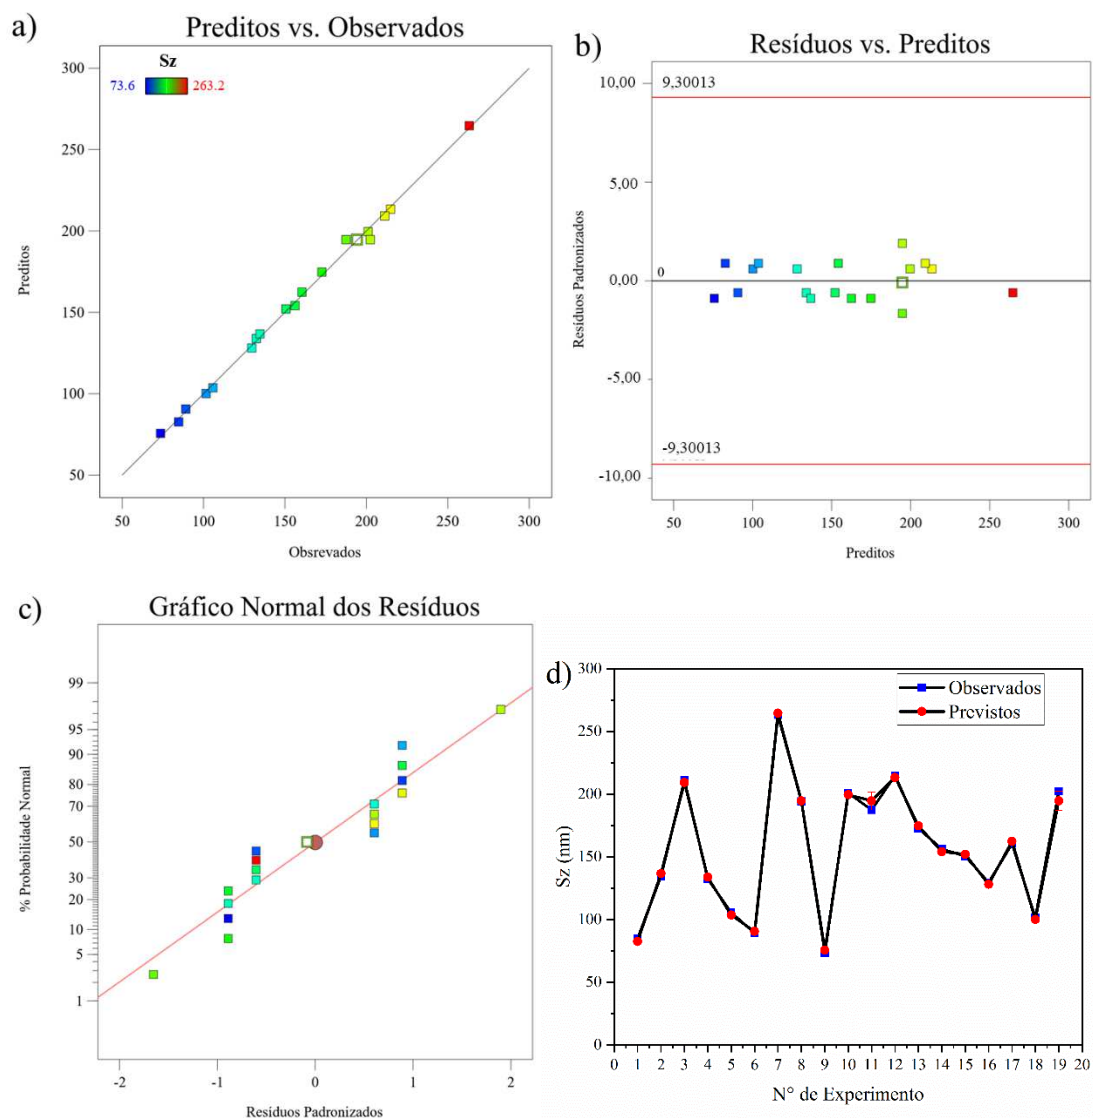 a)
Preditos vs. Observados
Sz
73.6
263.2
300
250
200
150
100
50
Preditos
50 100 150 200 250 300
Obsrevados
b)
Resíduos vs. Preditos
10,00
5,00
0,00
-5,00
-10,00
9,30013
0
-9,30013
Resíduos Padronizados
50 100 150 200 250 300
Preditos
c)
Gráfico Normal dos Resíduos
99
95
90
80
70
50
30
20
10
5
1
% Probabilidade Normal
-2 -1 0 1 2
Resíduos Padronizados
d)
Observados
Previstos
300
250
200
150
100
50
0
Sz (nm)
0 1 2 3 4 5 6 7 8 9 10 11 12 13 14 15 16 17 18 19 20
N° de Experimento